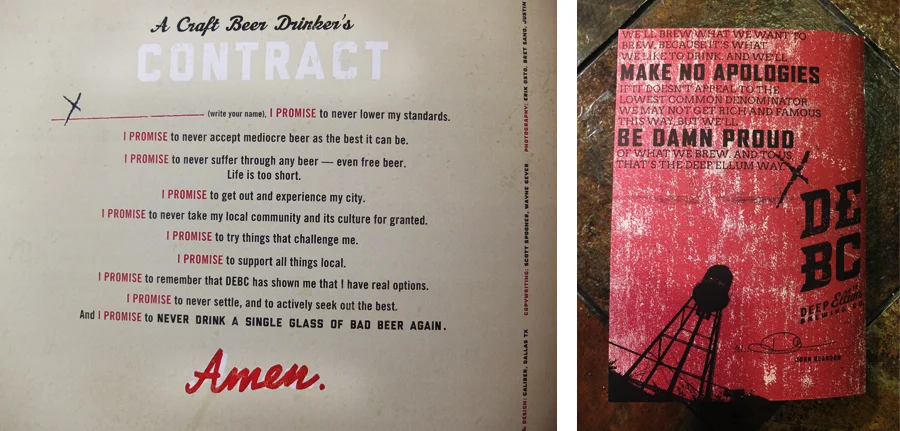 A Craft Beer Drinker's
CONTRACT
X (write your name), I PROMISE to never lower my standards.
I PROMISE to never accept mediocre beer as the best it can be.
I PROMISE to never suffer through any beer — even free beer.
Life is too short.
I PROMISE to get out and experience my city.
I PROMISE to never take my local community and its culture for granted.
I PROMISE to try things that challenge me.
I PROMISE to support all things local.
I PROMISE to remember that DEBC has shown me that I have real options.
I PROMISE to never settle, and to actively seek out the best.
And I PROMISE to NEVER DRINK A SINGLE GLASS OF BAD BEER AGAIN.
Amen.
DESIGN: CALIBER, DALLAS TX COPYWRITING: SCOTT SPOONER, WAYNE GEYER PHOTOGRAPHY: ERIK OSTO, BRET SANO, JUSTIN
WE'LL BREW WHAT WE WANT TO
BREW, BECAUSE IT'S WHAT
WE LIKE TO DRINK. AND WE'LL
MAKE NO APOLOGIES
IF IT DOESN'T APPEAL TO THE
LOWEST COMMON DENOMINATOR.
WE MAY NOT GET RICH AND FAMOUS
THIS WAY, BUT WE'LL
BE DAMN PROUD
OF WHAT WE BREW. AND TO US,
THAT'S THE DEEP ELLUM WAY.
X
DE
BC
DEEP Ellum
BREWING CO
JOHN REARDON